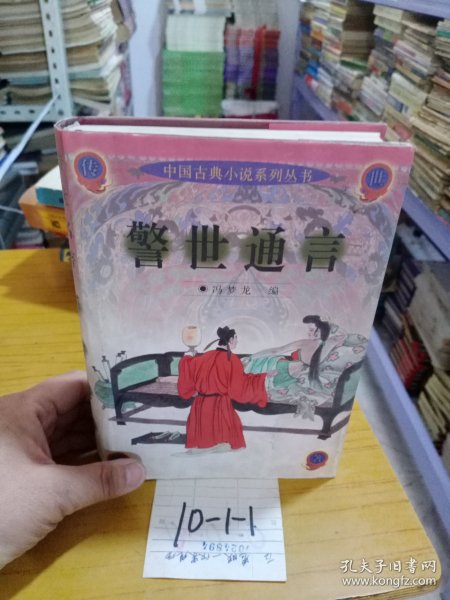 中国古典小说系列丛书
传
世
警世通言
冯梦龙 编
10-1-1
孔夫子旧书网
www.kongfz.com